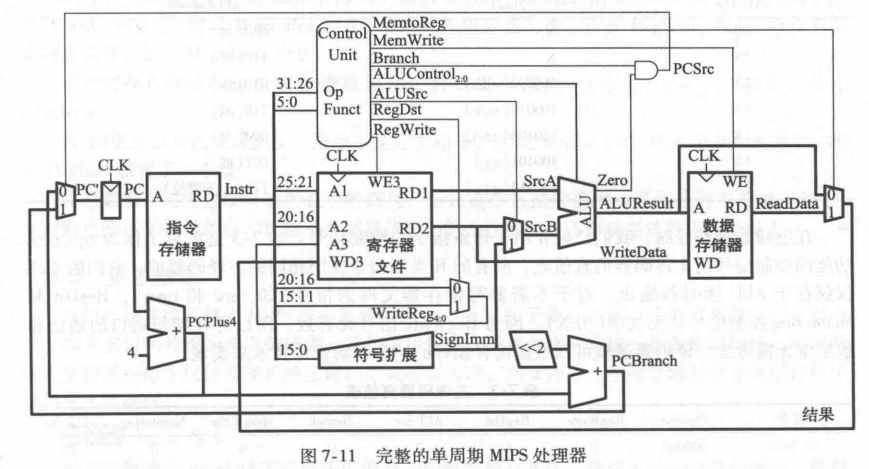 MemtoReg
Control
MemWrite
Unit
Branch
ALUControl2:0
31:26
Op
ALUSrc
PCSrc
5:0
Funct
RegDst
RegWrite
CLK
CLK
CLK
0
1
PC'
PC
A
RD
Instr
25:21
A1
WE3
RD1
SrcA
Zero
WE
指令
存储器
20:16
A2
A3
RD2
0
1
SrcB
ALU
ALUResult
A
RD
ReadData
0
1
寄存器
数据
WD3
文件
WriteData
存储器
WD
20:16
0
15:11
1
WriteReg4:0
PCPlus4
+
SignImm
<<2
4
15:0
符号扩展
+
PCBranch
结果
图 7-11 完整的单周期 MIPS 处理器